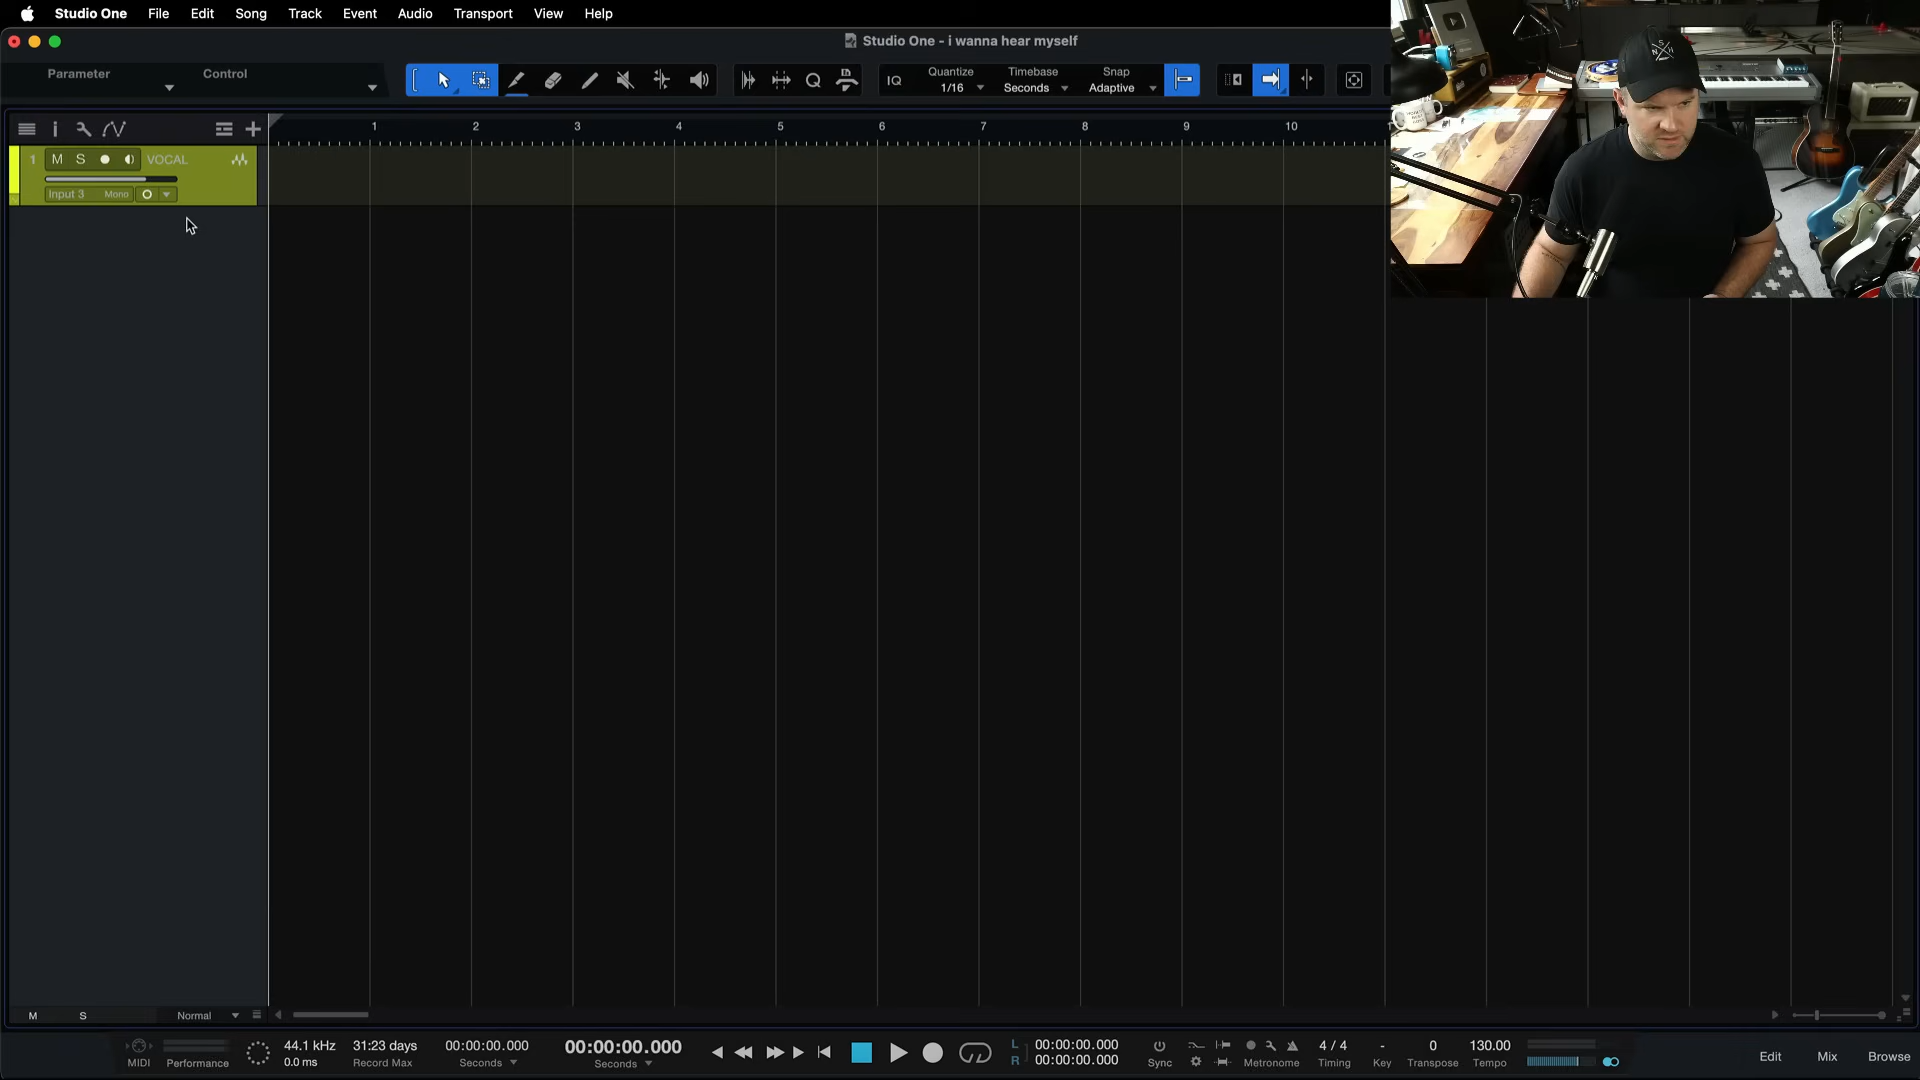 Studio One File Edit Song Track Event Audio Transport View Help
Studio One - i wanna hear myself
Parameter Control
IQ Quantize 1/16 Timebase Seconds Snap Adaptive
1 2 3 4 5 6 7 8 9 10
1 M S VOCAL
Input 3 Mono
M S Normal
MIDI Performance
44.1 kHz
0.0 ms
31:23 days
Record Max
00:00:00.000
Seconds
00:00:00.000
Seconds
L 00:00:00.000
R 00:00:00.000
Sync
Metronome
4 / 4
Timing
-
Key
0
Transpose
130.00
Tempo
Edit Mix Browse